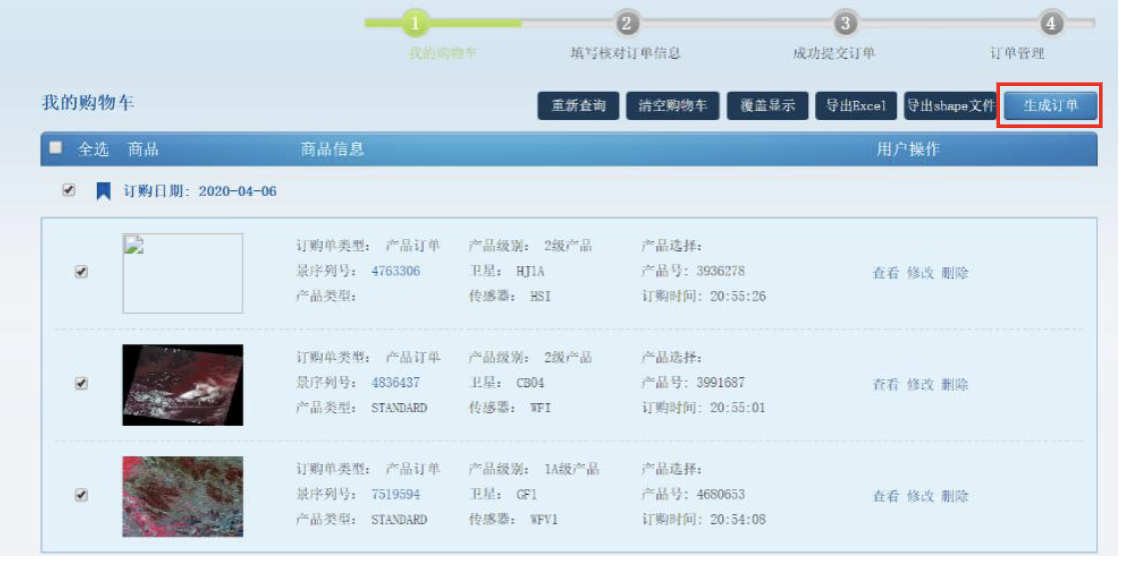 1 2 3 4
我的购物车 填写核对订单信息 成功提交订单 订单管理
我的购物车 重新查询 清空购物车 覆盖显示 导出Excel 导出shape文件 生成订单
全选 商品 商品信息 用户操作
订购日期: 2020-04-06
订购单类型: 产品订单 产品级别: 2级产品 产品选择:
景序列号: 4763306 卫星: HJ1A 产品号: 3936278 查看 修改 删除
产品类型: 传感器: HSI 订购时间: 20:55:26
订购单类型: 产品订单 产品级别: 2级产品 产品选择:
景序列号: 4836437 卫星: CB04 产品号: 3991687 查看 修改 删除
产品类型: STANDARD 传感器: WFI 订购时间: 20:55:01
订购单类型: 产品订单 产品级别: 1A级产品 产品选择:
景序列号: 7519594 卫星: GF1 产品号: 4680653 查看 修改 删除
产品类型: STANDARD 传感器: WFV1 订购时间: 20:54:08